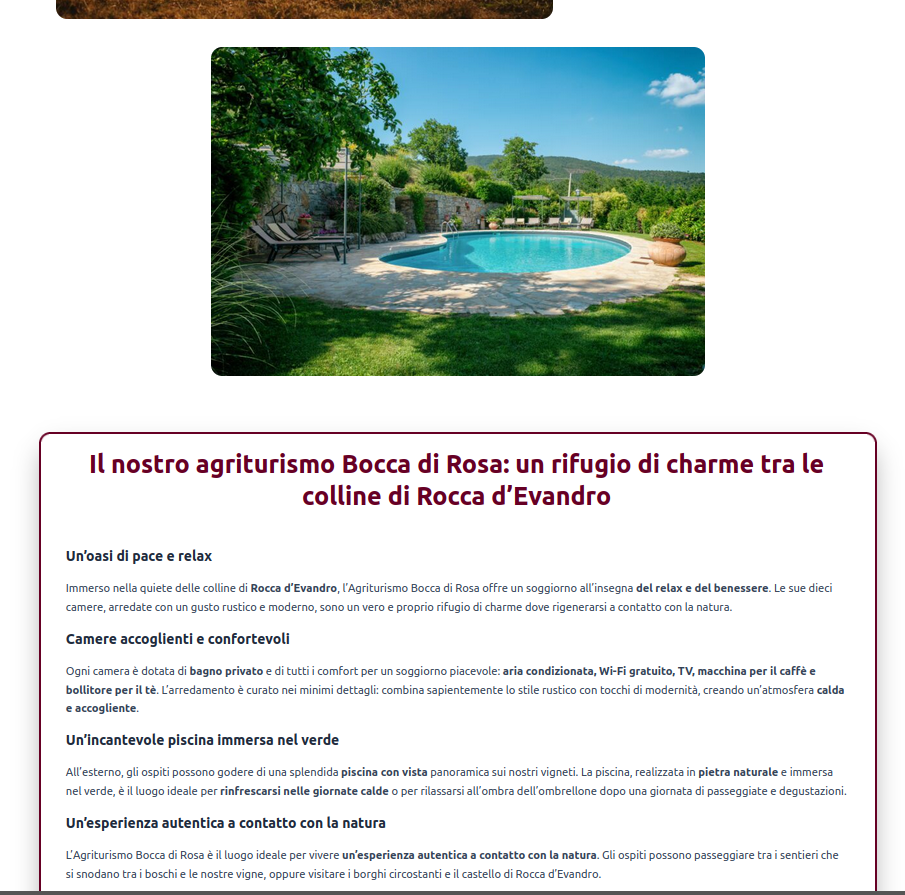 Il nostro agriturismo Bocca di Rosa: un rifugio di charme tra le
colline di Rocca d’Evandro
Un’oasi di pace e relax
Immerso nella quiete delle colline di Rocca d’Evandro, l’Agriturismo Bocca di Rosa offre un soggiorno all’insegna del relax e del benessere. Le sue dieci
camere, arredate con un gusto rustico e moderno, sono un vero e proprio rifugio di charme dove rigenerarsi a contatto con la natura.
Camere accoglienti e confortevoli
Ogni camera è dotata di bagno privato e di tutti i comfort per un soggiorno piacevole: aria condizionata, Wi-Fi gratuito, TV, macchina per il caffè e
bollitore per il tè. L’arredamento è curato nei minimi dettagli: combina sapientemente lo stile rustico con tocchi di modernità, creando un’atmosfera calda
e accogliente.
Un’incantevole piscina immersa nel verde
All’esterno, gli ospiti possono godere di una splendida piscina con vista panoramica sui nostri vigneti. La piscina, realizzata in pietra naturale e immersa
nel verde, è il luogo ideale per rinfrescarsi nelle giornate calde o per rilassarsi all’ombra dell’ombrellone dopo una giornata di passeggiate e degustazioni.
Un’esperienza autentica a contatto con la natura
L’Agriturismo Bocca di Rosa è il luogo ideale per vivere un’esperienza autentica a contatto con la natura. Gli ospiti possono passeggiare tra i sentieri che
si snodano tra i boschi e le nostre vigne, oppure visitare i borghi circostanti e il castello di Rocca d’Evandro.